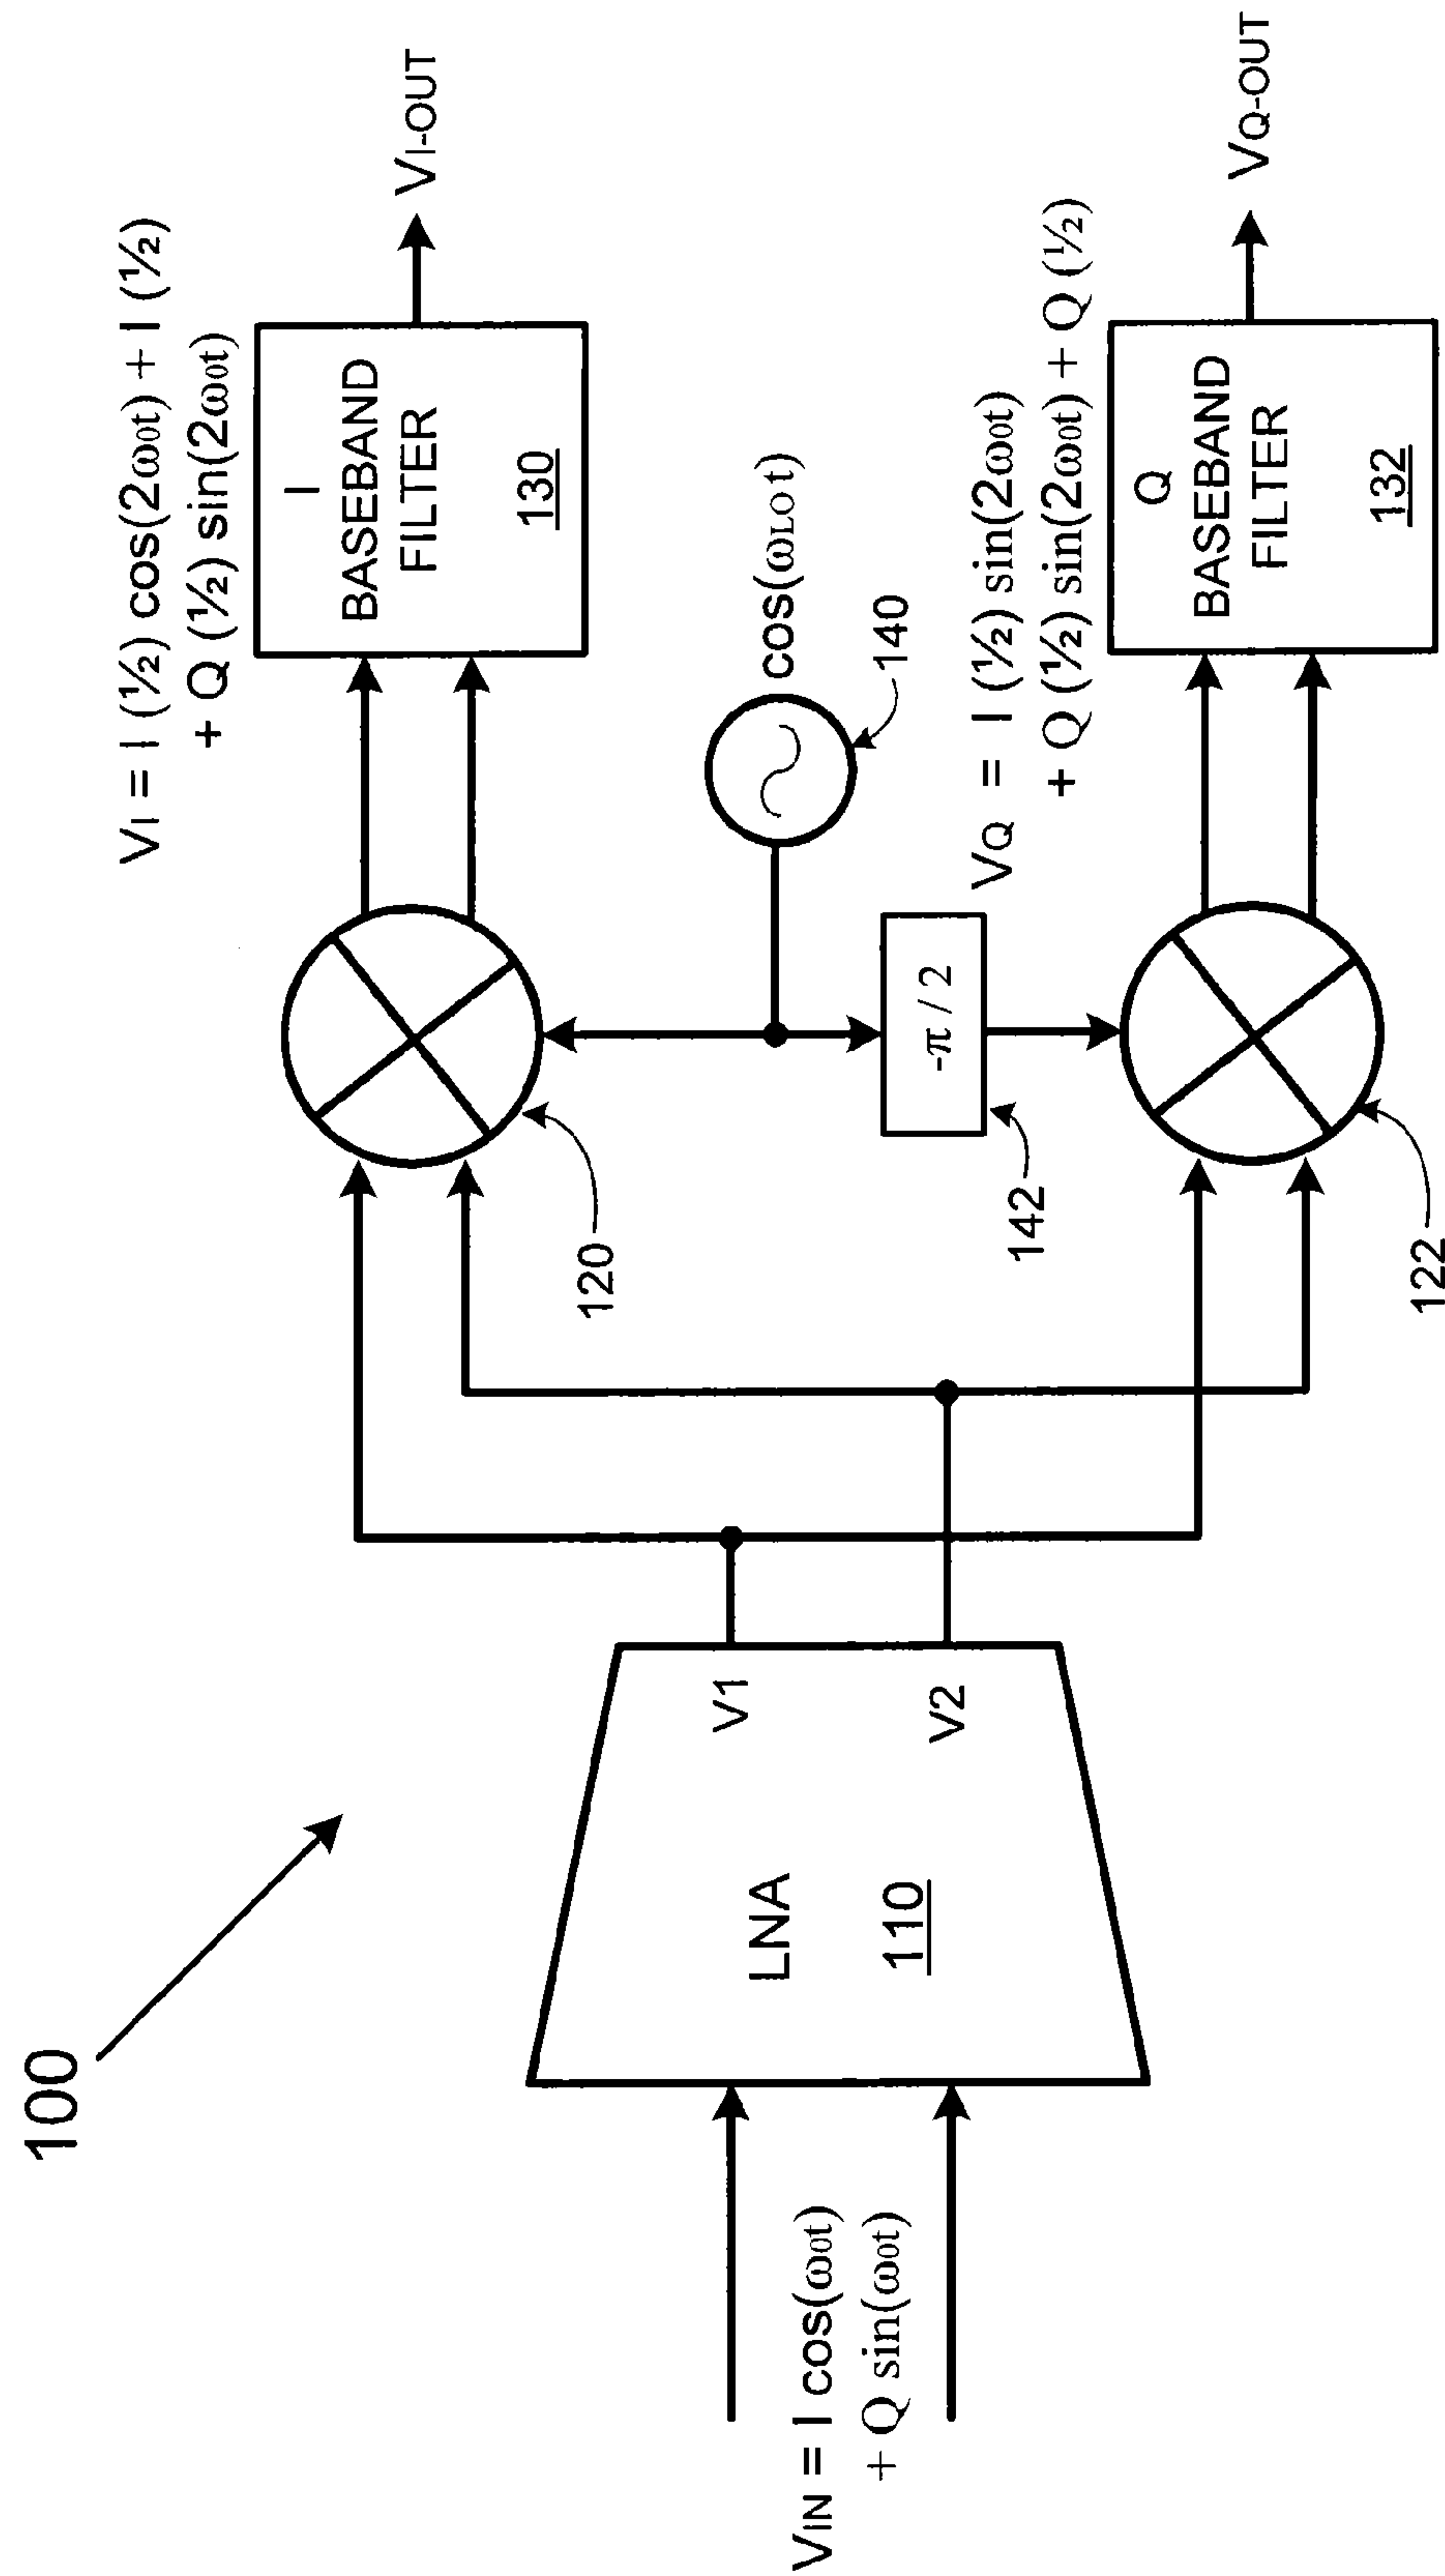 100
VIN = I cos(ω0t)
+ Q sin(ω0t)
LNA
110
V1
V2
120
122
142
-π / 2
140
cos(ωLO t)
VI = I (½) cos(2ω0t) + I (½)
+ Q (½) sin(2ω0t)
I
BASEBAND
FILTER
130
VI-OUT
VQ = I (½) sin(2ω0t)
+ Q (½) sin(2ω0t) + Q (½)
Q
BASEBAND
FILTER
132
VQ-OUT